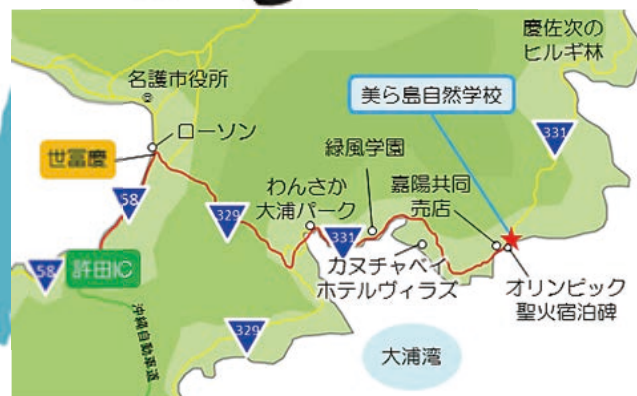 慶佐次の
ヒルギ林
名護市役所
美ら島自然学校
ローソン
331
世冨慶
緑風学園
嘉陽共同
売店
58
わんさか
大浦パーク
329
331
カヌチャベイ
ホテルヴィラズ
58
許田IC
オリンピック
聖火宿泊碑
沖縄自動車道
329
大浦湾